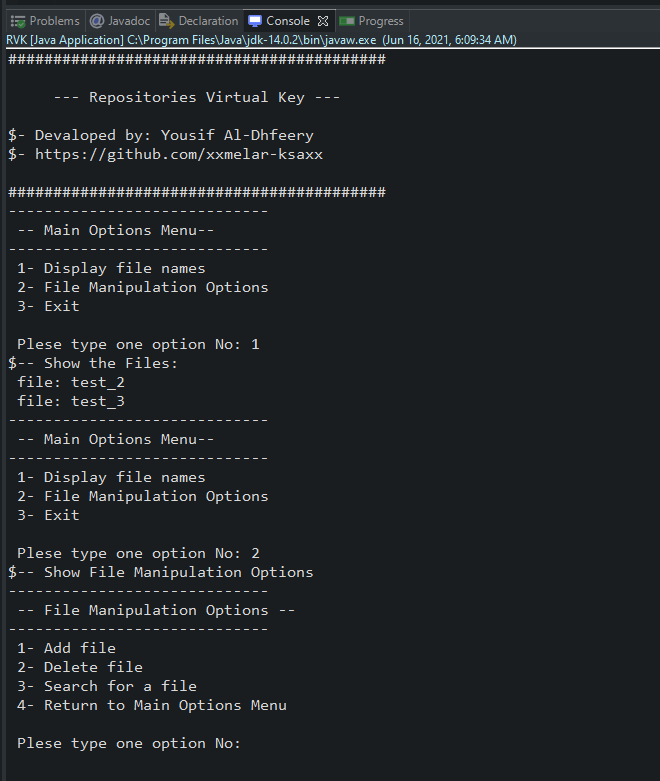 Problems @ Javadoc Declaration Console Progress
RVK [Java Application] C:\Program Files\Java\jdk-14.0.2\bin\javaw.exe (Jun 16, 2021, 6:09:34 AM)
##########################################
--- Repositories Virtual Key ---
$- Devaloped by: Yousif Al-Dhfeery
$- https://github.com/xxmelar-ksaxx
##########################################
-----------------------------
-- Main Options Menu--
-----------------------------
1- Display file names
2- File Manipulation Options
3- Exit
Plese type one option No: 1
$-- Show the Files:
file: test_2
file: test_3
-----------------------------
-- Main Options Menu--
-----------------------------
1- Display file names
2- File Manipulation Options
3- Exit
Plese type one option No: 2
$-- Show File Manipulation Options
-----------------------------
-- File Manipulation Options --
-----------------------------
1- Add file
2- Delete file
3- Search for a file
4- Return to Main Options Menu
Plese type one option No: